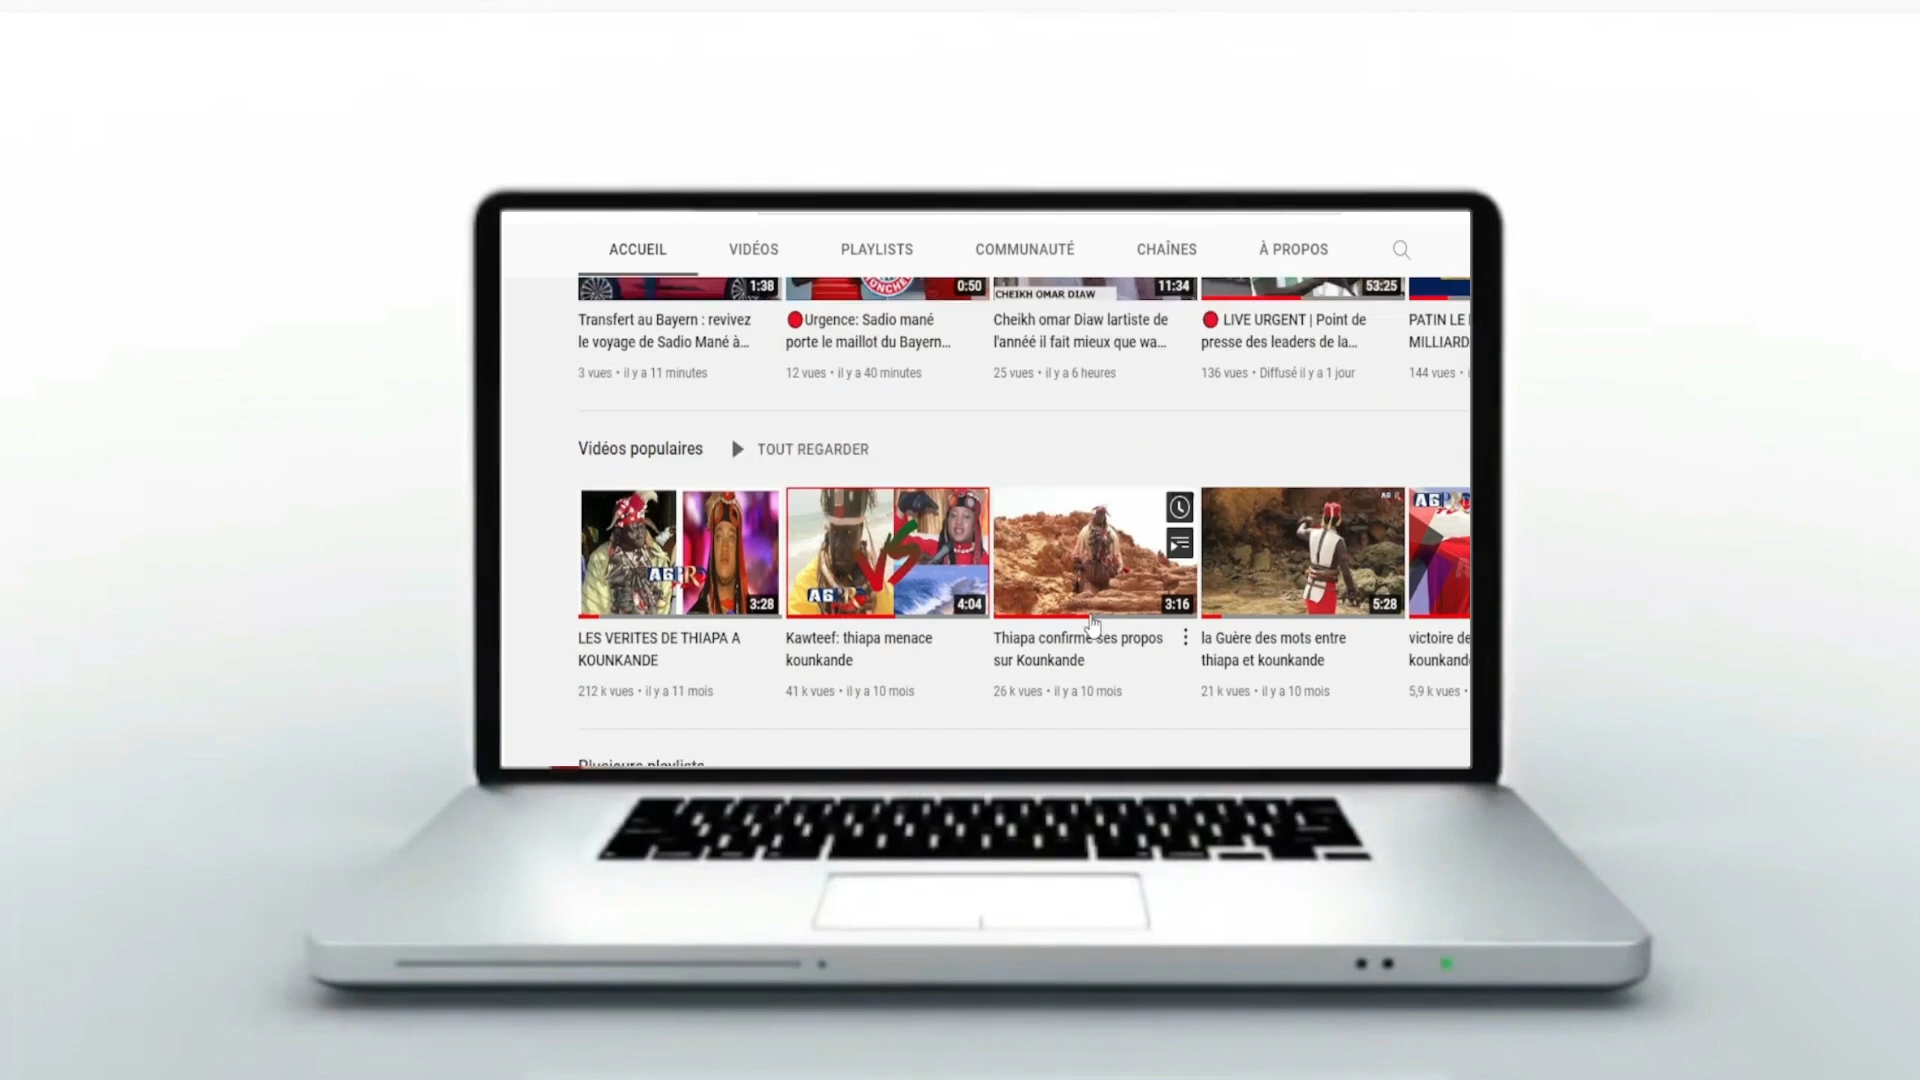 ACCUEIL VIDÉOS PLAYLISTS COMMUNAUTÉ CHAÎNES À PROPOS
1:38
0:50
CHEIKH OMAR DIAW
11:34
53:25
Transfert au Bayern : revivez
le voyage de Sadio Mané à...
3 vues • il y a 11 minutes
Urgence: Sadio mané
porte le maillot du Bayern...
12 vues • il y a 40 minutes
Cheikh omar Diaw lartiste de
l'annéé il fait mieux que wa...
25 vues • il y a 6 heures
LIVE URGENT | Point de
presse des leaders de la...
136 vues • Diffusé il y a 1 jour
PATIN LE
MILLIARD
144 vues •
Vidéos populaires TOUT REGARDER
A6PRO
3:28
VS
A6PRO
4:04
3:16
5:28
LES VERITES DE THIAPA A
KOUNKANDE
212 k vues • il y a 11 mois
Kawteef: thiapa menace
kounkande
41 k vues • il y a 10 mois
Thiapa confirme ses propos
sur Kounkande
26 k vues • il y a 10 mois
la Guère des mots entre
thiapa et kounkande
21 k vues • il y a 10 mois
victoire de
kounkand
5,9 k vues •
Plusieurs playlists